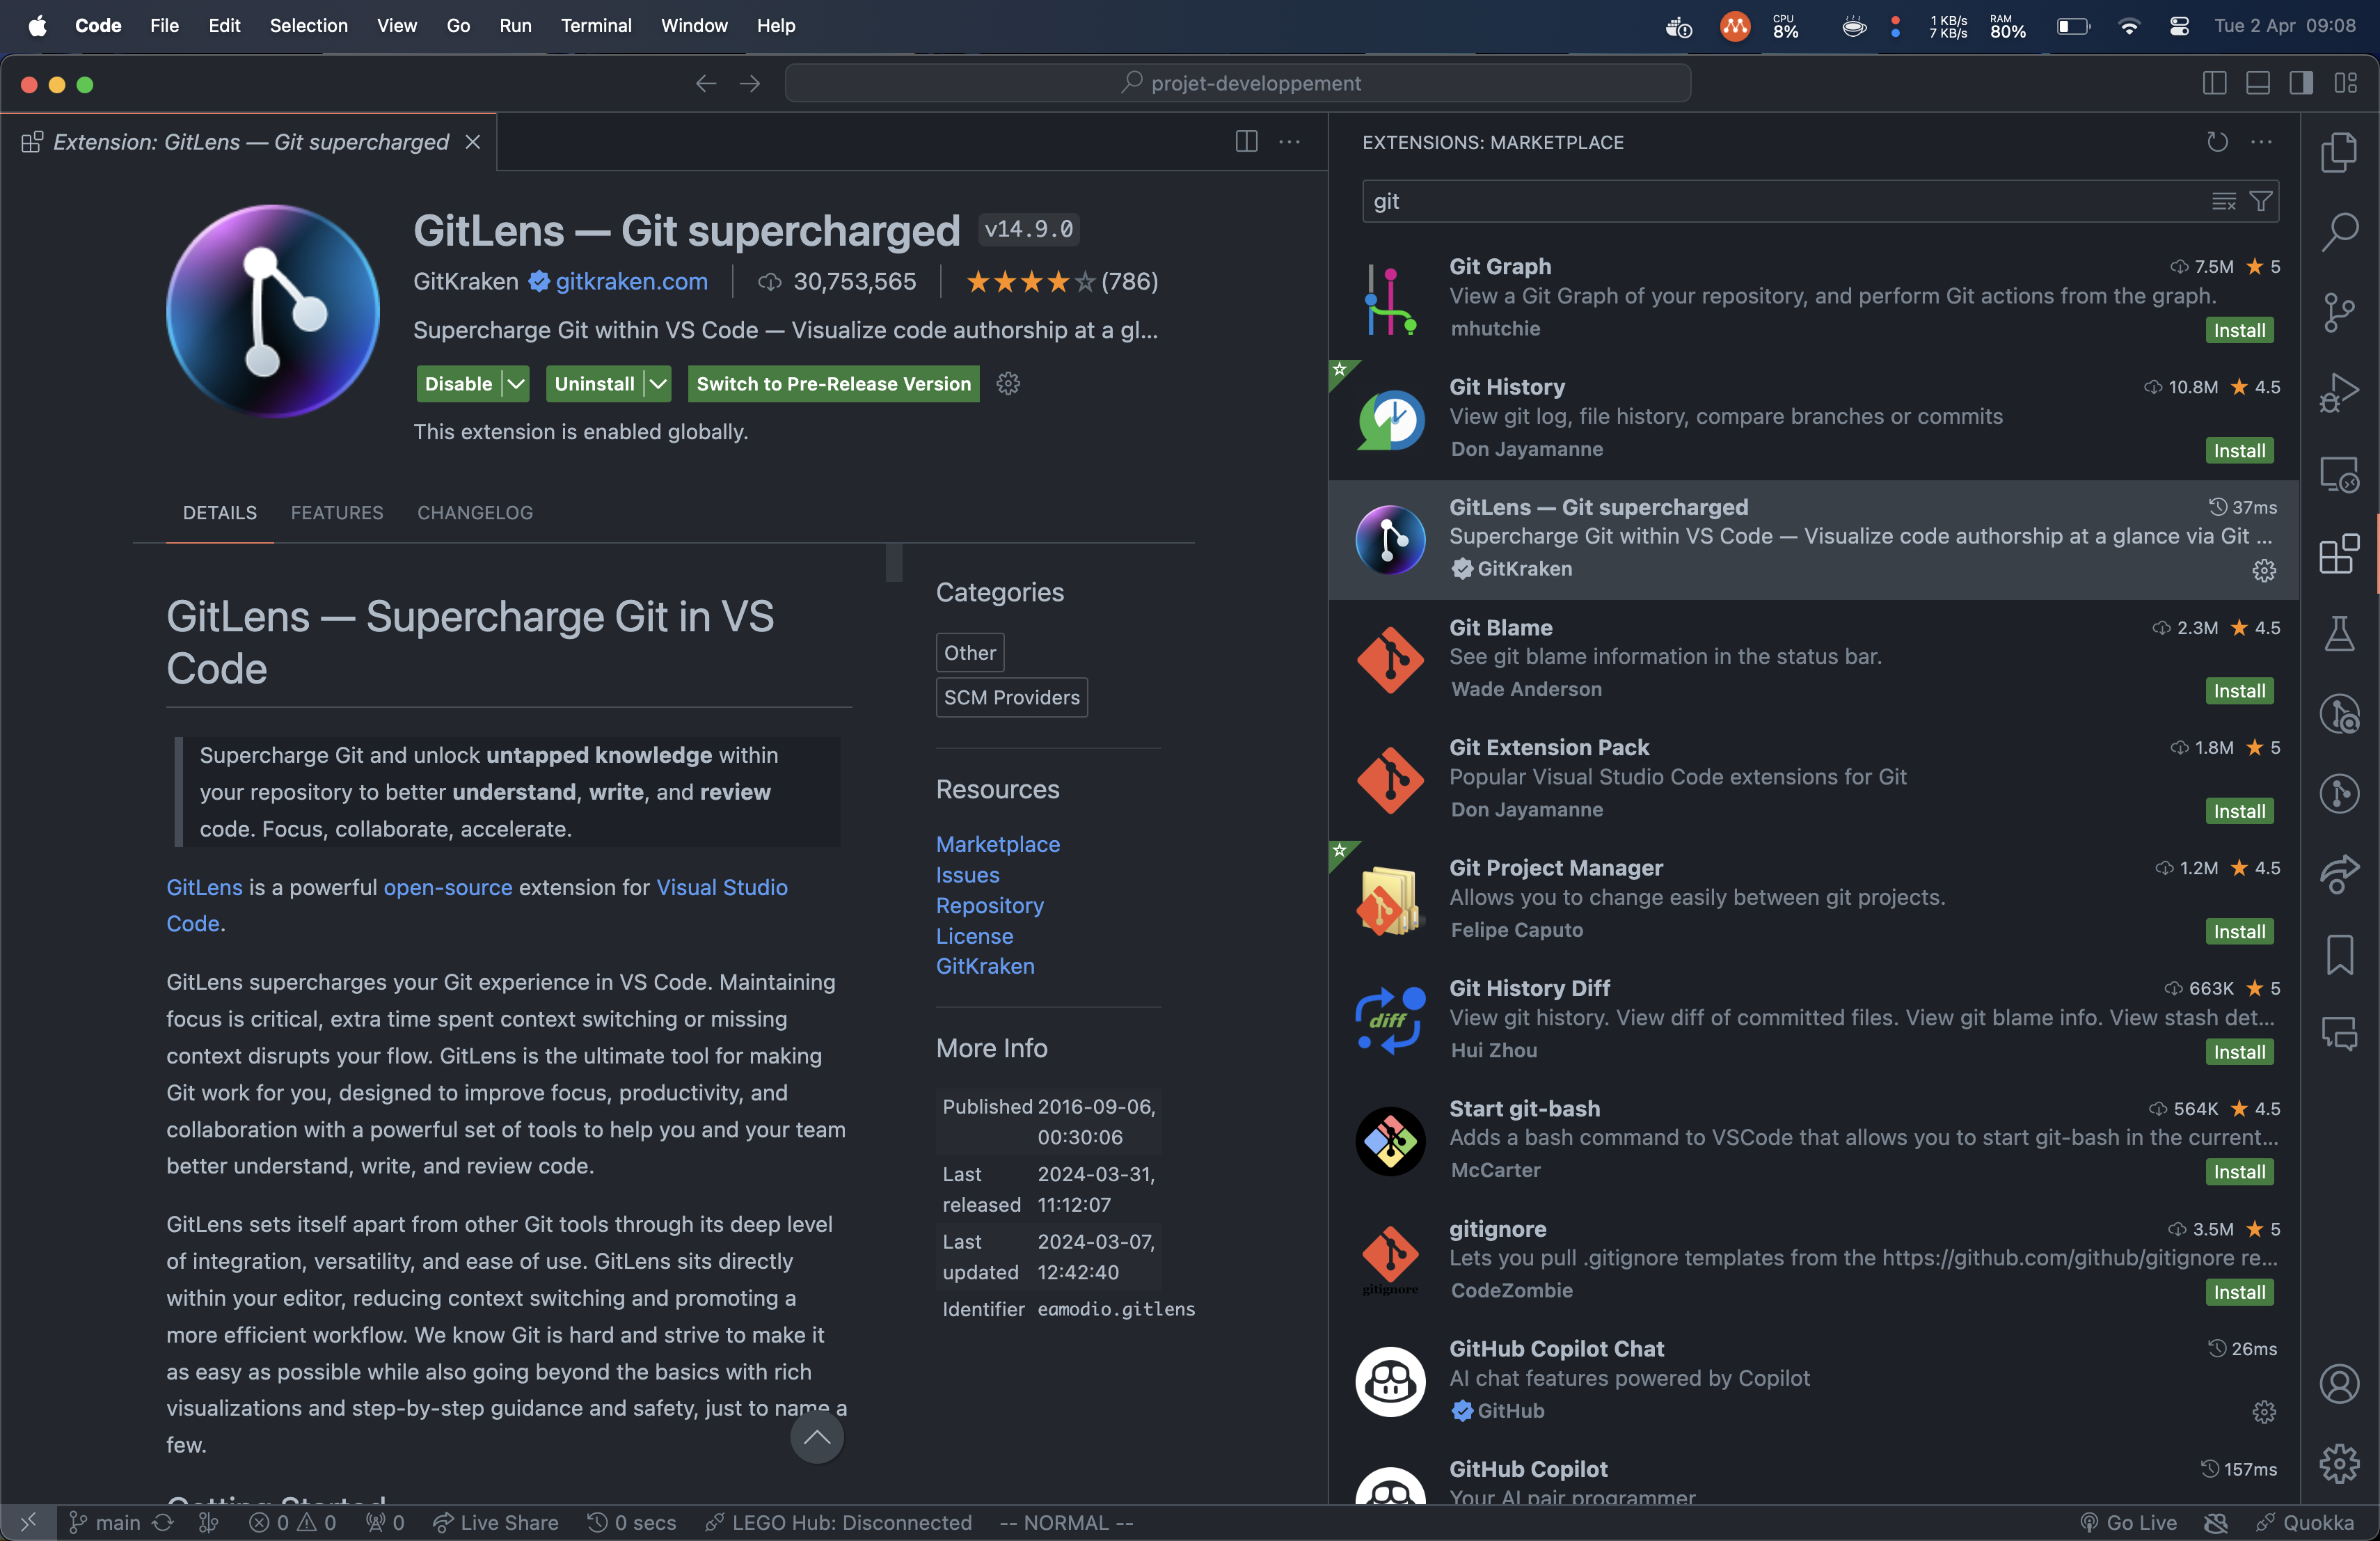 Code File Edit Selection View Go Run Terminal Window Help
CPU
8%
1 KB/s
7 KB/s
RAM
80%
Tue 2 Apr 09:08
projet-developpement
Extension: GitLens — Git supercharged
GitLens — Git supercharged v14.9.0
GitKraken gitkraken.com 30,753,565 (786)
Supercharge Git within VS Code — Visualize code authorship at a gl...
Disable Uninstall Switch to Pre-Release Version
This extension is enabled globally.
DETAILS FEATURES CHANGELOG
GitLens — Supercharge Git in VS
Code
Supercharge Git and unlock untapped knowledge within
your repository to better understand, write, and review
code. Focus, collaborate, accelerate.
GitLens is a powerful open-source extension for Visual Studio
Code.
GitLens supercharges your Git experience in VS Code. Maintaining
focus is critical, extra time spent context switching or missing
context disrupts your flow. GitLens is the ultimate tool for making
Git work for you, designed to improve focus, productivity, and
collaboration with a powerful set of tools to help you and your team
better understand, write, and review code.
GitLens sets itself apart from other Git tools through its deep level
of integration, versatility, and ease of use. GitLens sits directly
within your editor, reducing context switching and promoting a
more efficient workflow. We know Git is hard and strive to make it
as easy as possible while also going beyond the basics with rich
visualizations and step-by-step guidance and safety, just to name a
few.
Getting Started
Categories
Other
SCM Providers
Resources
Marketplace
Issues
Repository
License
GitKraken
More Info
Published 2016-09-06,
00:30:06
Last 2024-03-31,
released 11:12:07
Last 2024-03-07,
updated 12:42:40
Identifier eamodio.gitlens
EXTENSIONS: MARKETPLACE
git
Git Graph 7.5M 5
View a Git Graph of your repository, and perform Git actions from the graph.
mhutchie Install
Git History 10.8M 4.5
View git log, file history, compare branches or commits
Don Jayamanne Install
GitLens — Git supercharged 37ms
Supercharge Git within VS Code — Visualize code authorship at a glance via Git ...
GitKraken
Git Blame 2.3M 4.5
See git blame information in the status bar.
Wade Anderson Install
Git Extension Pack 1.8M 5
Popular Visual Studio Code extensions for Git
Don Jayamanne Install
Git Project Manager 1.2M 4.5
Allows you to change easily between git projects.
Felipe Caputo Install
diff
Git History Diff 663K 5
View git history. View diff of committed files. View git blame info. View stash det...
Hui Zhou Install
Start git-bash 564K 4.5
Adds a bash command to VSCode that allows you to start git-bash in the current...
McCarter Install
gitignore 3.5M 5
Lets you pull .gitignore templates from the https://github.com/github/gitignore re...
gitignore
CodeZombie Install
GitHub Copilot Chat 26ms
AI chat features powered by Copilot
GitHub
GitHub Copilot 157ms
Your AI pair programmer
main 0 0 0 Live Share 0 secs LEGO Hub: Disconnected -- NORMAL -- Go Live Quokka